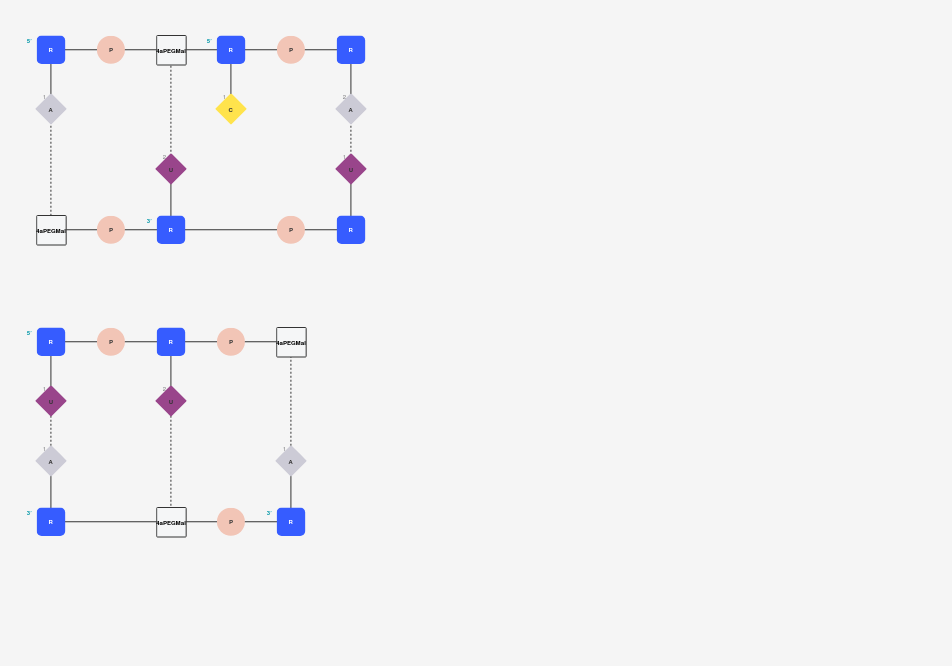 5' R P 4aPEGMal 5' R P R
1 A 1 C 2 A
2 U 1 U
4aPEGMal P 3' R P R
5' R P R P 4aPEGMal
1 U 2 U
1 A 1 A
3' R 4aPEGMal P 3' R